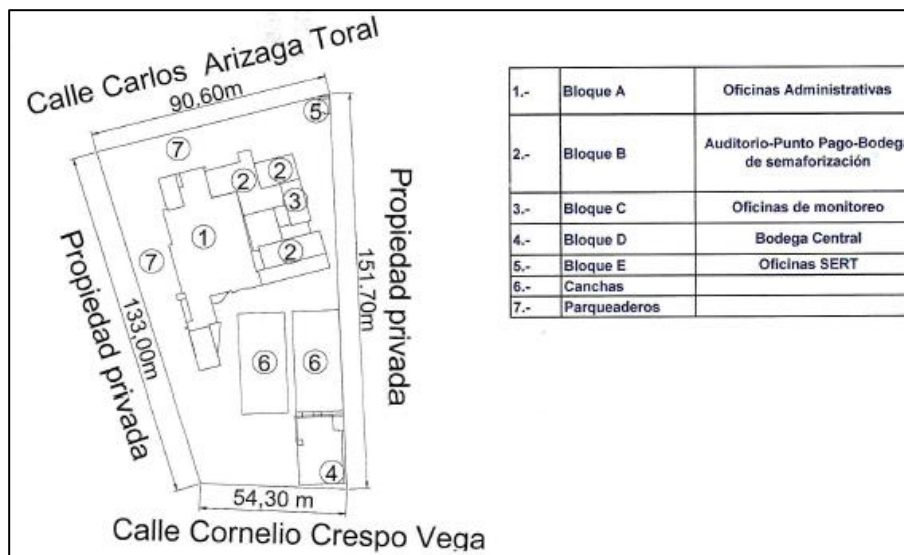 Calle Carlos Arizaga Toral
90.60m
5
7
2
2
3
1
2
7
Propiedad privada
133,00m
Propiedad privada
151.70m
6
6
4
54,30 m
Calle Cornelio Crespo Vega
1.- Bloque A Oficinas Administrativas
2.- Bloque B Auditorio-Punto Pago-Bodega
de semaforización
3.- Bloque C Oficinas de monitoreo
4.- Bloque D Bodega Central
5.- Bloque E Oficinas SERT
6.- Canchas
7.- Parqueaderos